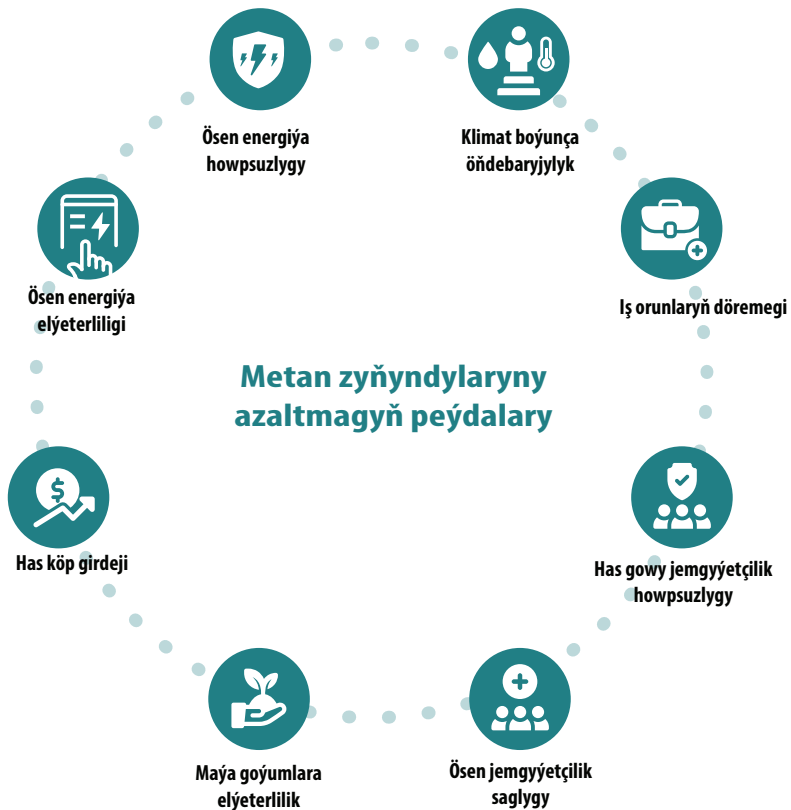 Ösen energiýa
howpsuzlygy
Klimat boýunça
öňdebaryjylyk
Ösen energiýa
elýeterliligi
Iş orunlaryň döremegi
Metan zyňyndylaryny
azaltmagyň peýdalary
Has köp girdeji
Has gowy jemgyýetçilik
howpsuzlygy
Maýa goýumlara
elýeterlilik
Ösen jemgyýetçilik
saglygy